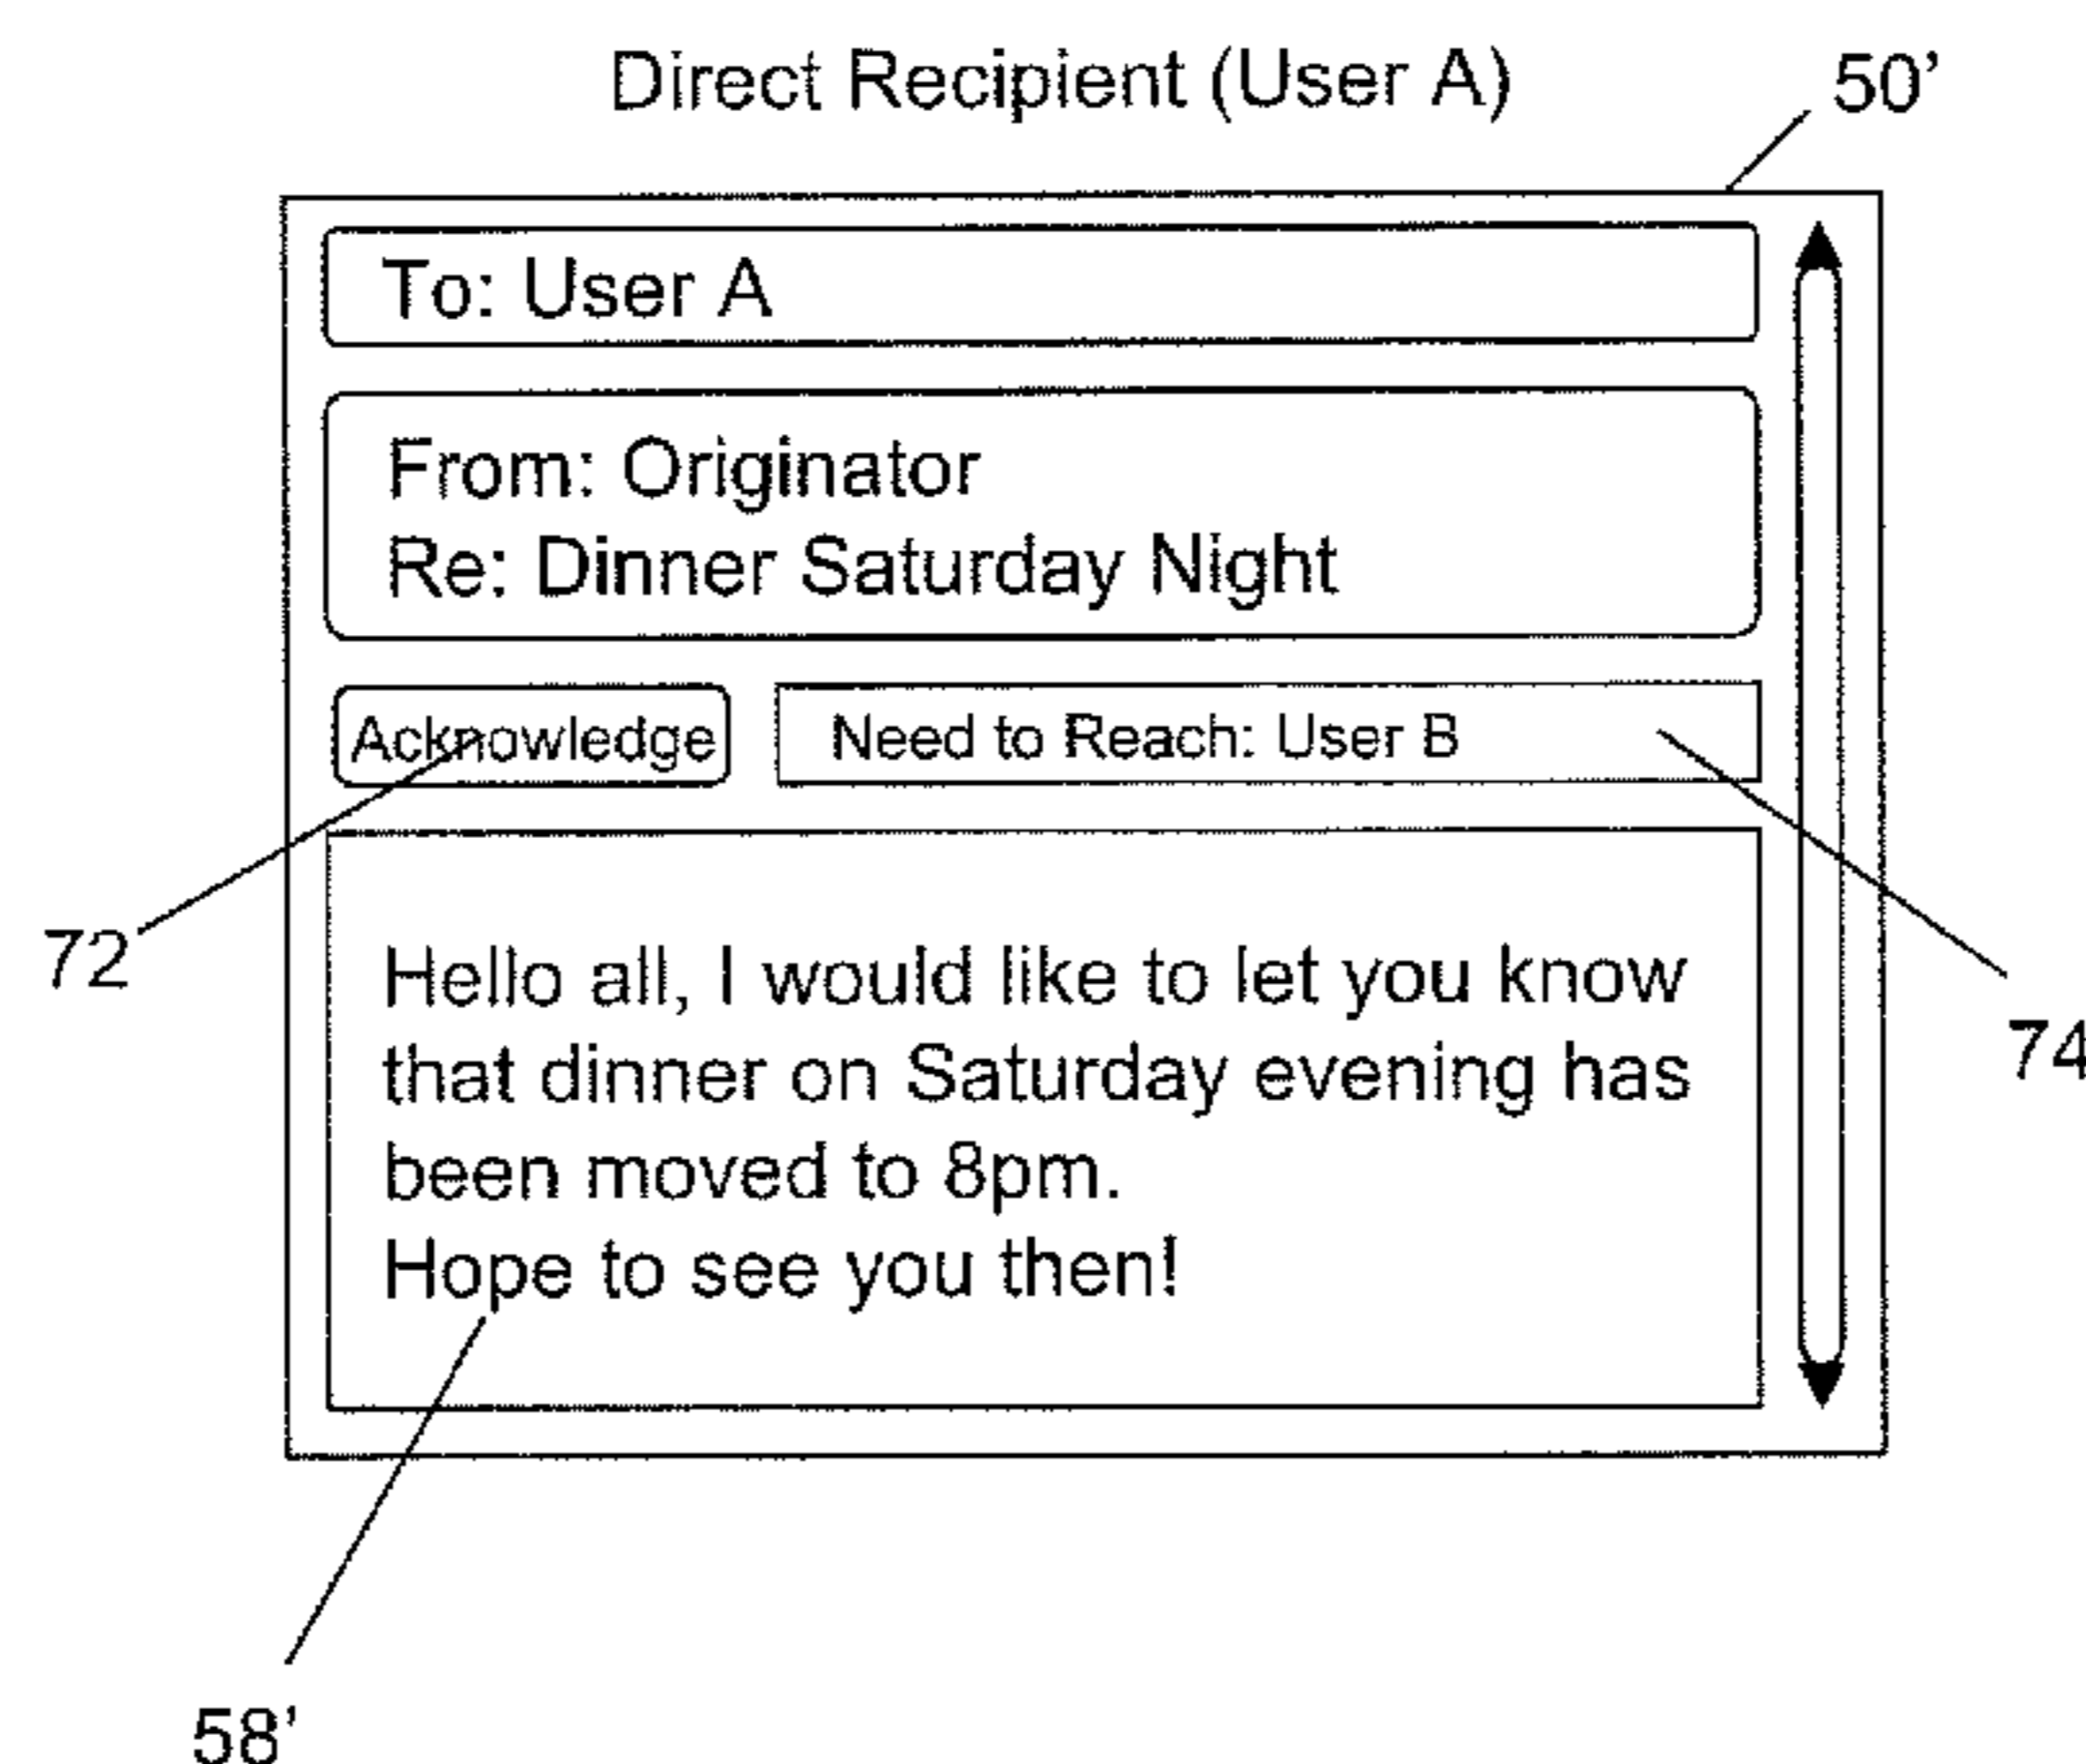 Direct Recipient (User A)
50’
To: User A
From: Originator
Re: Dinner Saturday Night
Acknowledge
Need to Reach: User B
72
74
Hello all, I would like to let you know
that dinner on Saturday evening has
been moved to 8pm.
Hope to see you then!
58’